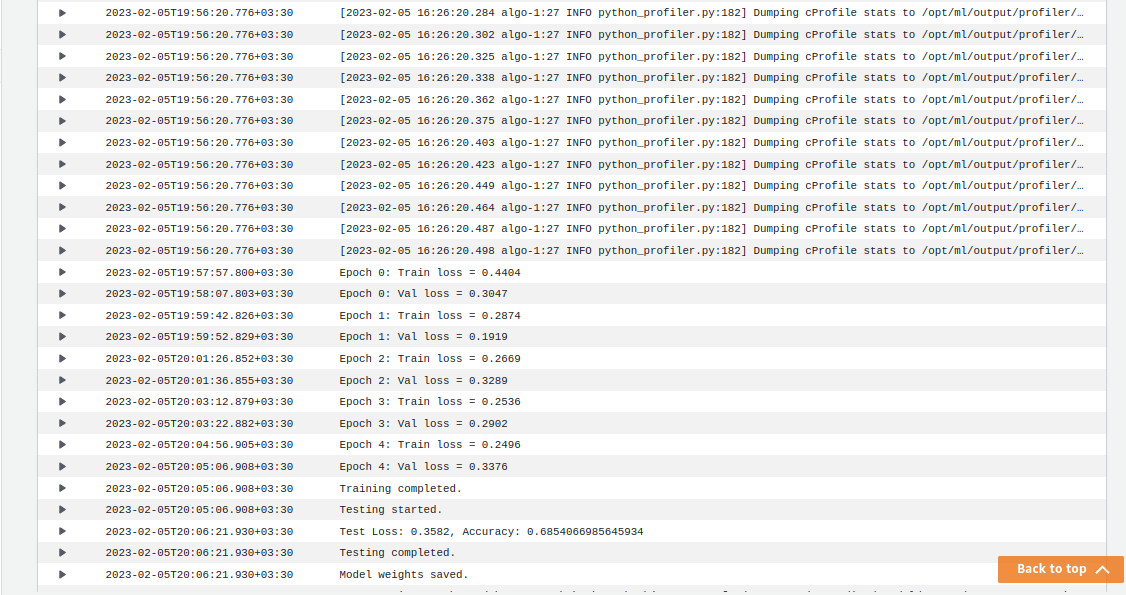 2023-02-05T19:56:20.776+03:30 [2023-02-05 16:26:20.284 algo-1:27 INFO python_profiler.py:182] Dumping cProfile stats to /opt/ml/output/profiler/…
2023-02-05T19:56:20.776+03:30 [2023-02-05 16:26:20.302 algo-1:27 INFO python_profiler.py:182] Dumping cProfile stats to /opt/ml/output/profiler/…
2023-02-05T19:56:20.776+03:30 [2023-02-05 16:26:20.325 algo-1:27 INFO python_profiler.py:182] Dumping cProfile stats to /opt/ml/output/profiler/…
2023-02-05T19:56:20.776+03:30 [2023-02-05 16:26:20.338 algo-1:27 INFO python_profiler.py:182] Dumping cProfile stats to /opt/ml/output/profiler/…
2023-02-05T19:56:20.776+03:30 [2023-02-05 16:26:20.362 algo-1:27 INFO python_profiler.py:182] Dumping cProfile stats to /opt/ml/output/profiler/…
2023-02-05T19:56:20.776+03:30 [2023-02-05 16:26:20.375 algo-1:27 INFO python_profiler.py:182] Dumping cProfile stats to /opt/ml/output/profiler/…
2023-02-05T19:56:20.776+03:30 [2023-02-05 16:26:20.403 algo-1:27 INFO python_profiler.py:182] Dumping cProfile stats to /opt/ml/output/profiler/…
2023-02-05T19:56:20.776+03:30 [2023-02-05 16:26:20.423 algo-1:27 INFO python_profiler.py:182] Dumping cProfile stats to /opt/ml/output/profiler/…
2023-02-05T19:56:20.776+03:30 [2023-02-05 16:26:20.449 algo-1:27 INFO python_profiler.py:182] Dumping cProfile stats to /opt/ml/output/profiler/…
2023-02-05T19:56:20.776+03:30 [2023-02-05 16:26:20.464 algo-1:27 INFO python_profiler.py:182] Dumping cProfile stats to /opt/ml/output/profiler/…
2023-02-05T19:56:20.776+03:30 [2023-02-05 16:26:20.487 algo-1:27 INFO python_profiler.py:182] Dumping cProfile stats to /opt/ml/output/profiler/…
2023-02-05T19:56:20.776+03:30 [2023-02-05 16:26:20.498 algo-1:27 INFO python_profiler.py:182] Dumping cProfile stats to /opt/ml/output/profiler/…
2023-02-05T19:57:57.800+03:30 Epoch 0: Train loss = 0.4404
2023-02-05T19:58:07.803+03:30 Epoch 0: Val loss = 0.3047
2023-02-05T19:59:42.826+03:30 Epoch 1: Train loss = 0.2874
2023-02-05T19:59:52.829+03:30 Epoch 1: Val loss = 0.1919
2023-02-05T20:01:26.852+03:30 Epoch 2: Train loss = 0.2669
2023-02-05T20:01:36.855+03:30 Epoch 2: Val loss = 0.3289
2023-02-05T20:03:12.879+03:30 Epoch 3: Train loss = 0.2536
2023-02-05T20:03:22.882+03:30 Epoch 3: Val loss = 0.2902
2023-02-05T20:04:56.905+03:30 Epoch 4: Train loss = 0.2496
2023-02-05T20:05:06.908+03:30 Epoch 4: Val loss = 0.3376
2023-02-05T20:05:06.908+03:30 Training completed.
2023-02-05T20:05:06.908+03:30 Testing started.
2023-02-05T20:06:21.930+03:30 Test Loss: 0.3582, Accuracy: 0.6854066985645934
2023-02-05T20:06:21.930+03:30 Testing completed.
2023-02-05T20:06:21.930+03:30 Model weights saved.
Back to top